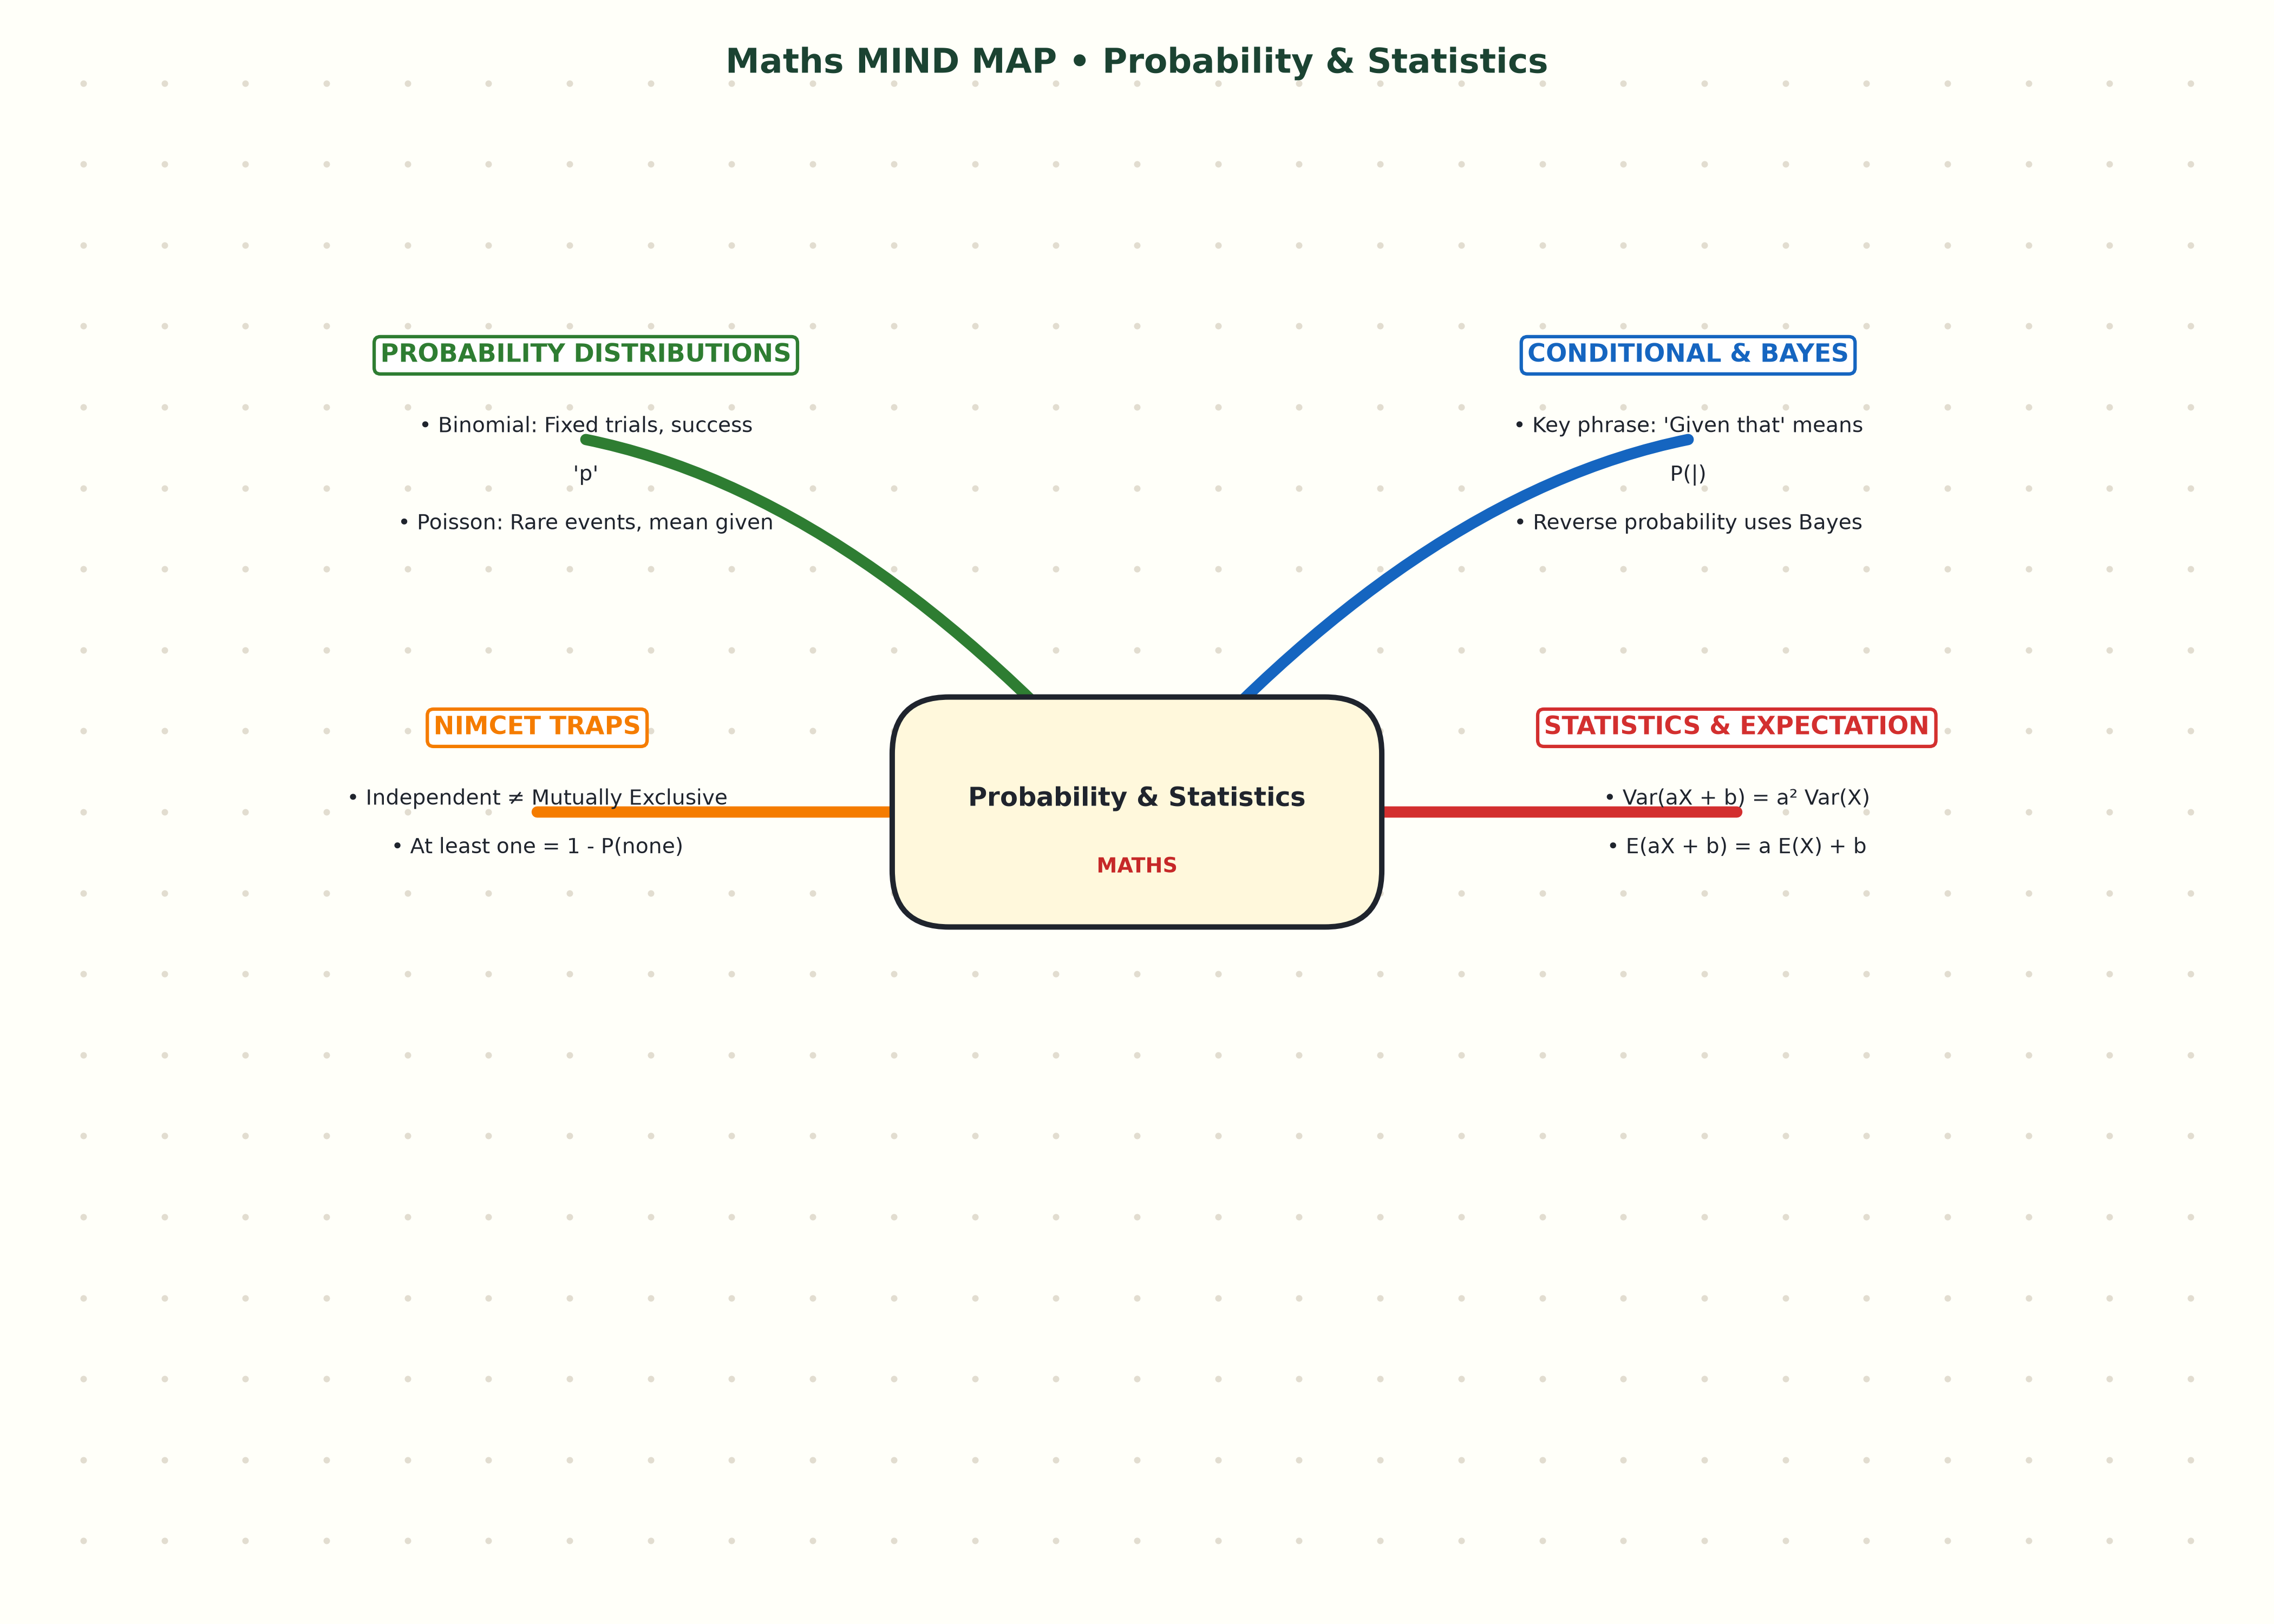 Maths MIND MAP • Probability & Statistics
PROBABILITY DISTRIBUTIONS
• Binomial: Fixed trials, success
'p'
• Poisson: Rare events, mean given
CONDITIONAL & BAYES
• Key phrase: 'Given that' means
P(|)
• Reverse probability uses Bayes
NIMCET TRAPS
• Independent ≠ Mutually Exclusive
• At least one = 1 - P(none)
Probability & Statistics
MATHS
STATISTICS & EXPECTATION
• Var(aX + b) = a² Var(X)
• E(aX + b) = a E(X) + b